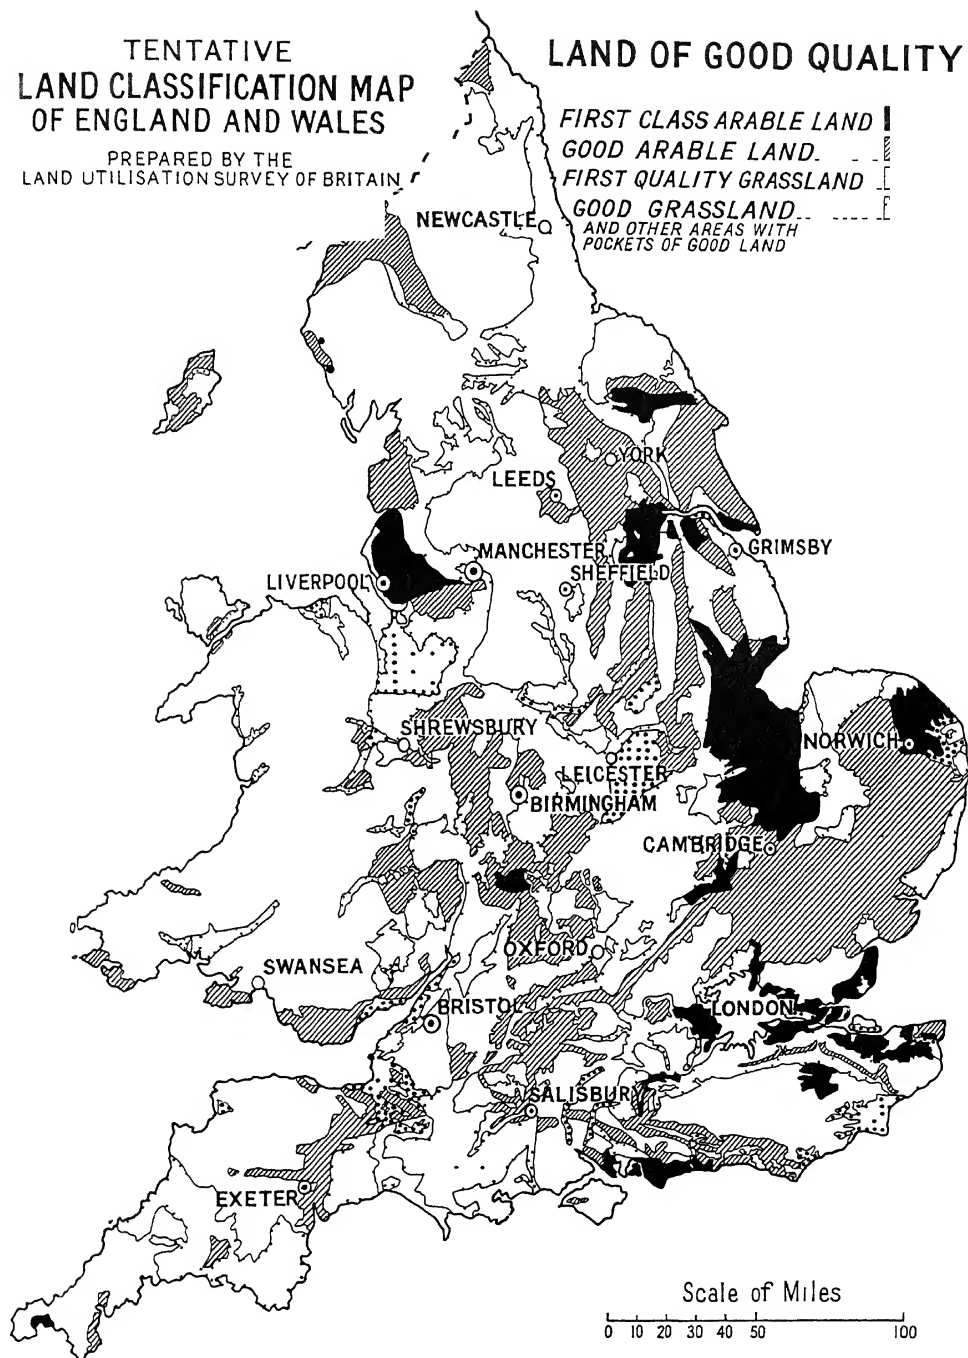 TENTATIVE
LAND CLASSIFICATION MAP
OF ENGLAND AND WALES
PREPARED BY THE
LAND UTILISATION SURVEY OF BRITAIN
LAND OF GOOD QUALITY
FIRST CLASS ARABLE LAND
GOOD ARABLE LAND
FIRST QUALITY GRASSLAND
GOOD GRASSLAND
AND OTHER AREAS WITH
POCKETS OF GOOD LAND
NEWCASTLE
YORK
LEEDS
MANCHESTER
GRIMSBY
SHEFFIELD
LIVERPOOL
SHREWSBURY
NORWICH
LEICESTER
BIRMINGHAM
CAMBRIDGE
OXFORD
SWANSEA
BRISTOL
LONDON
SALISBURY
EXETER
Scale of Miles
0 10 20 30 40 50 100